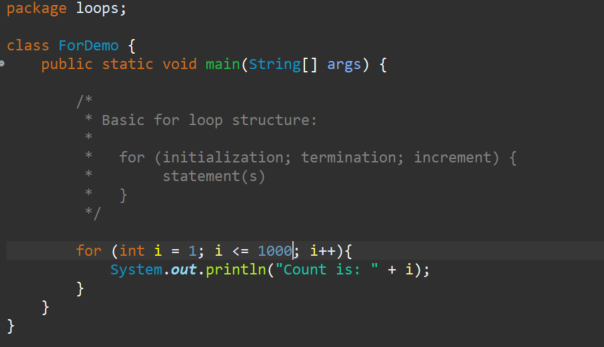 package loops;
class ForDemo {
    public static void main(String[] args) {
        /*
         * Basic for loop structure:
         *
         *   for (initialization; termination; increment) {
         *        statement(s)
         *   }
         */
        for (int i = 1; i <= 1000; i++){
            System.out.println("Count is: " + i);
        }
    }
}